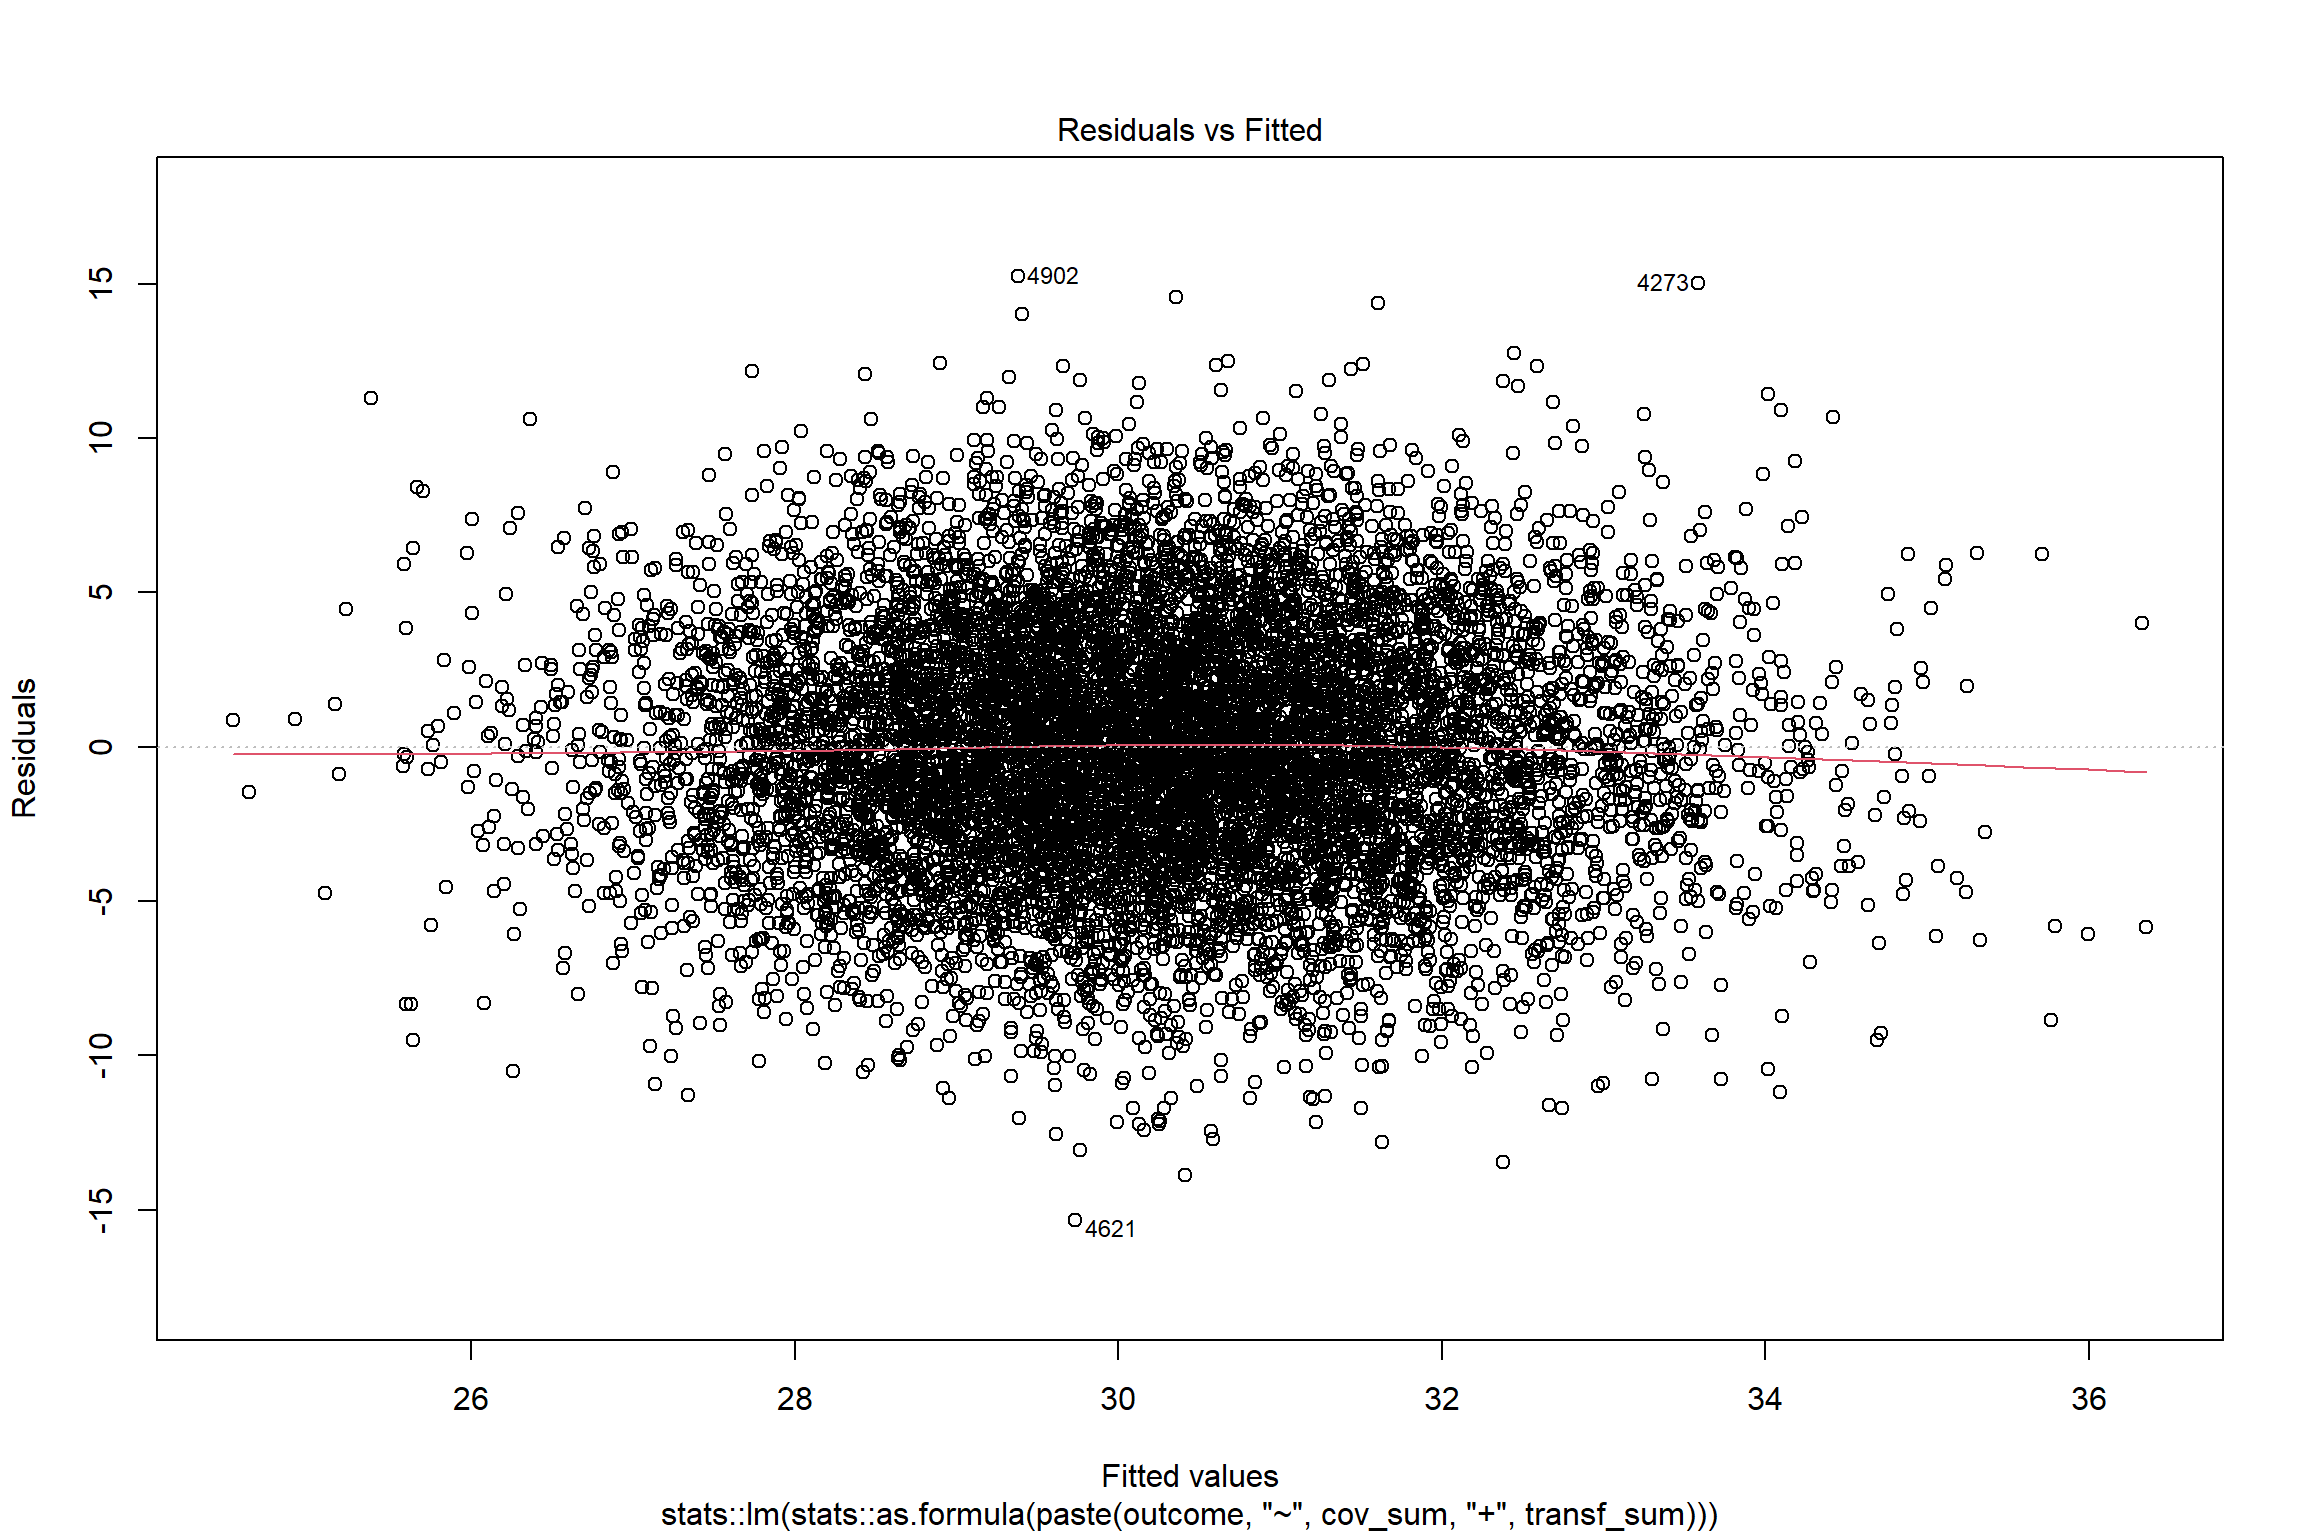 Residuals vs Fitted
Residuals
15
10
5
0
-5
-10
-15
4902
4273
4621
26 28 30 32 34 36
Fitted values
stats::lm(stats::as.formula(paste(outcome, "~", cov_sum, "+", transf_sum)))